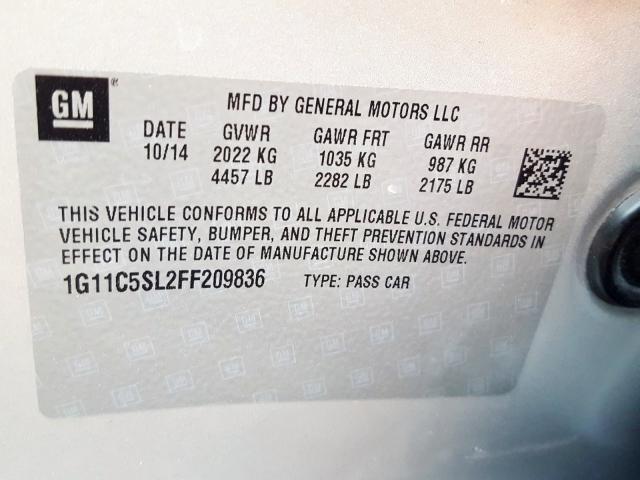 GM
®
MFD BY GENERAL MOTORS LLC
DATE GVWR GAWR FRT GAWR RR
10/14 2022 KG 1035 KG 987 KG
4457 LB 2282 LB 2175 LB
THIS VEHICLE CONFORMS TO ALL APPLICABLE U.S. FEDERAL MOTOR
VEHICLE SAFETY, BUMPER, AND THEFT PREVENTION STANDARDS IN
EFFECT ON THE DATE OF MANUFACTURE SHOWN ABOVE.
1G11C5SL2FF209836 TYPE: PASS CAR